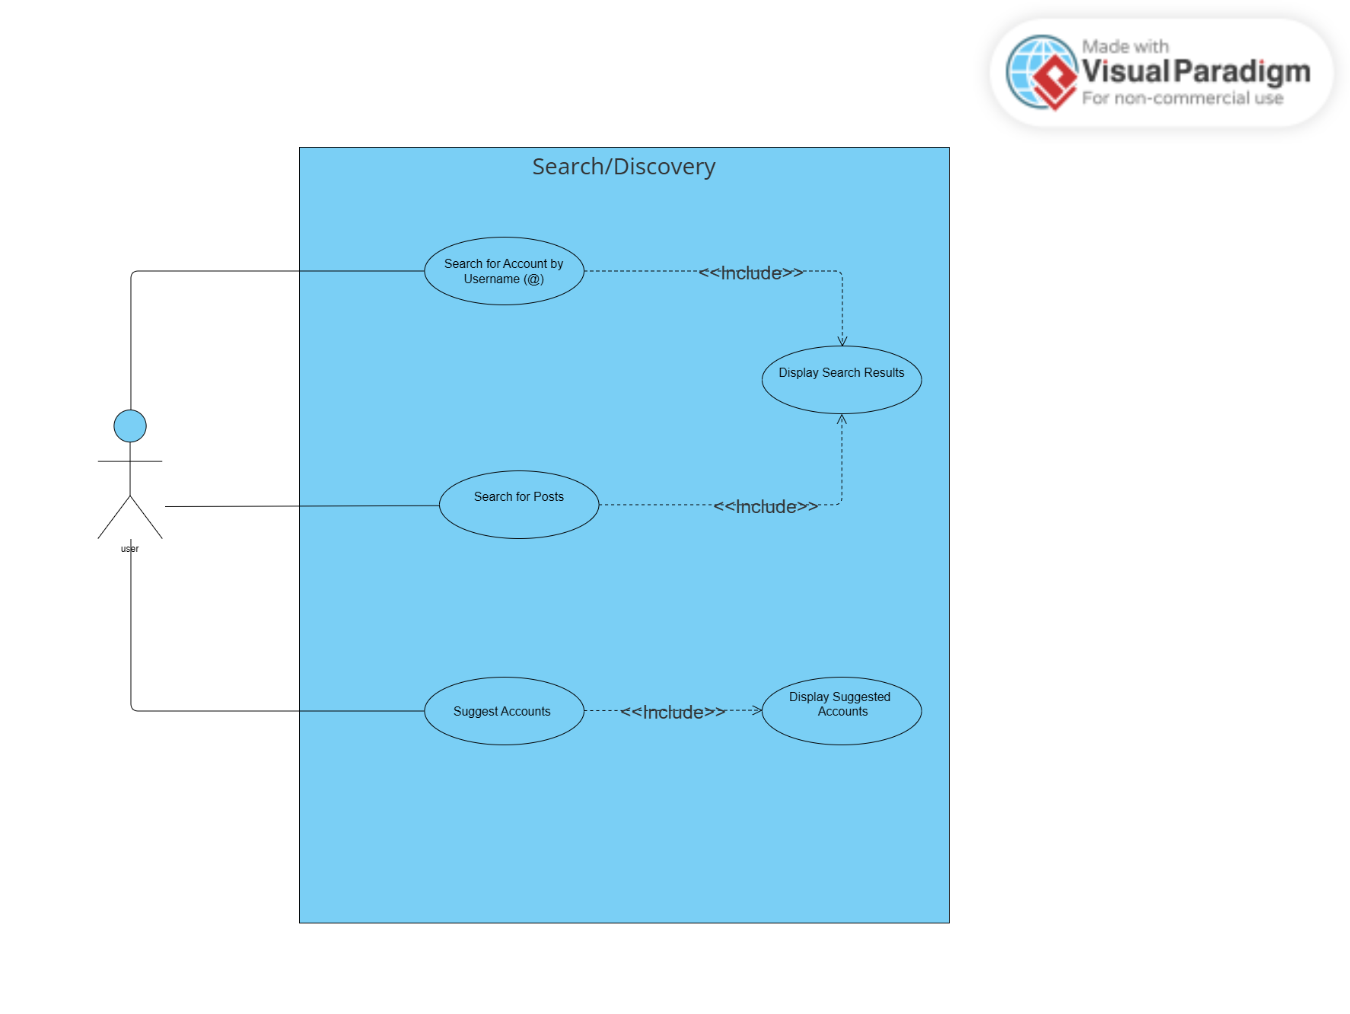 Made with
Visual Paradigm
For non-commercial use
Search/Discovery
Search for Account by
Username (@)
<<Include>>
Display Search Results
Search for Posts
<<Include>>
user
Suggest Accounts
<<Include>>
Display Suggested
Accounts